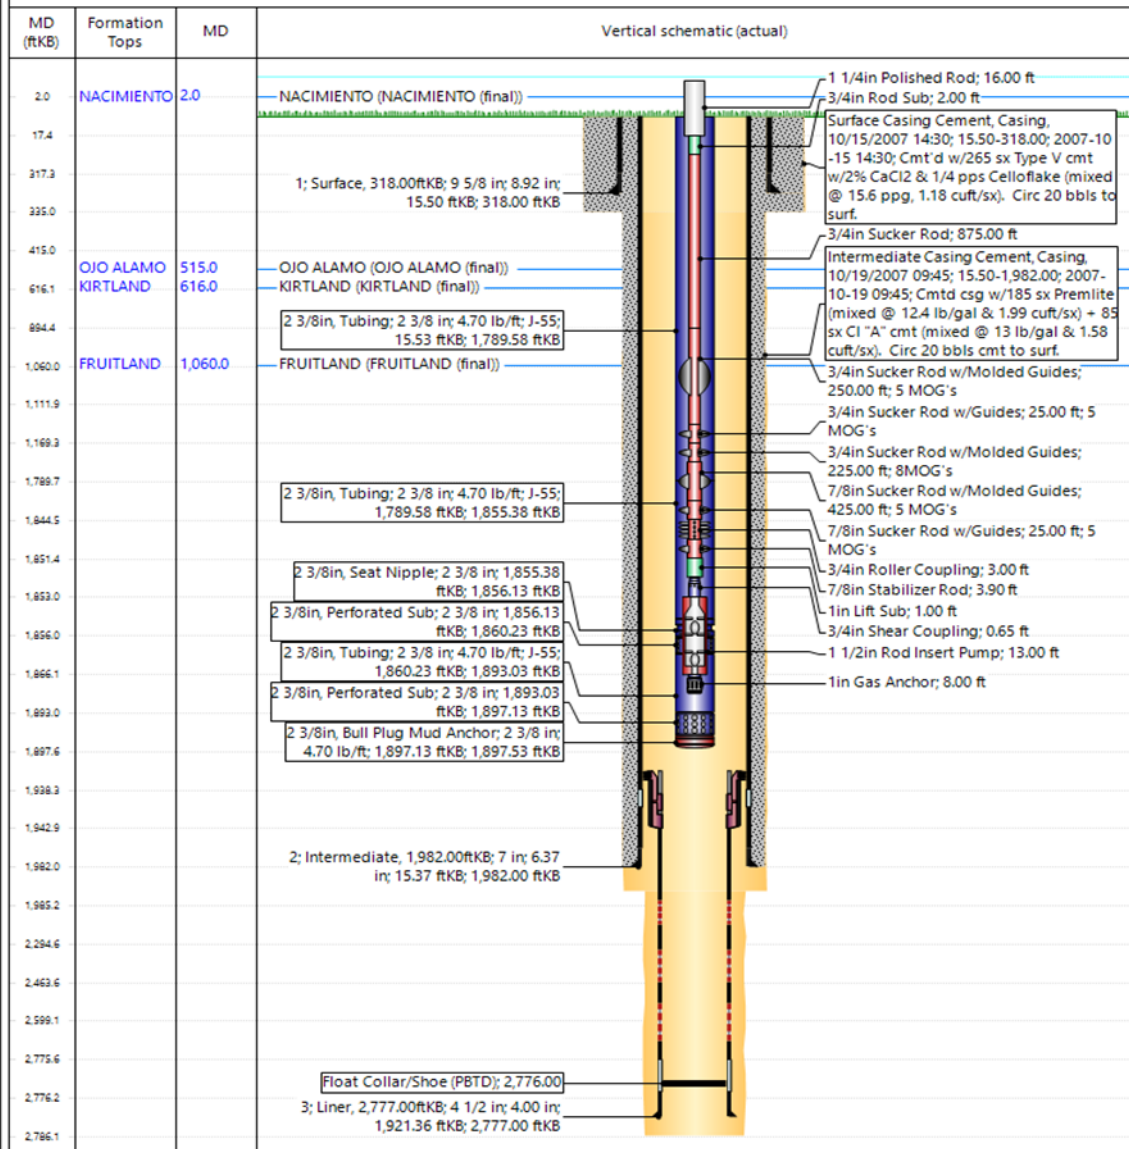 MD
(ftKB)
Formation
Tops
MD
Vertical schematic (actual)
2.0
17.4
317.3
335.0
415.0
616.1
894.4
1,060.0
1,111.9
1,169.3
1,789.7
1,844.5
1,851.4
1,853.0
1,856.0
1,866.1
1,893.0
1,897.6
1,938.3
1,942.9
1,982.0
1,985.2
2,294.6
2,463.6
2,599.1
2,775.6
2,776.2
2,786.1
NACIMIENTO 2.0
OJO ALAMO 515.0
KIRTLAND 616.0
FRUITLAND 1,060.0
NACIMIENTO (NACIMIENTO (final))
1; Surface, 318.00ftKB; 9 5/8 in; 8.92 in;
15.50 ftKB; 318.00 ftKB
OJO ALAMO (OJO ALAMO (final))
KIRTLAND (KIRTLAND (final))
2 3/8in, Tubing; 2 3/8 in; 4.70 lb/ft; J-55;
15.53 ftKB; 1,789.58 ftKB
FRUITLAND (FRUITLAND (final))
2 3/8in, Tubing; 2 3/8 in; 4.70 lb/ft; J-55;
1,789.58 ftKB; 1,855.38 ftKB
2 3/8in, Seat Nipple; 2 3/8 in; 1,855.38
ftKB; 1,856.13 ftKB
2 3/8in, Perforated Sub; 2 3/8 in; 1,856.13
ftKB; 1,860.23 ftKB
2 3/8in, Tubing; 2 3/8 in; 4.70 lb/ft; J-55;
1,860.23 ftKB; 1,893.03 ftKB
2 3/8in, Perforated Sub; 2 3/8 in; 1,893.03
ftKB; 1,897.13 ftKB
2 3/8in, Bull Plug Mud Anchor; 2 3/8 in;
4.70 lb/ft; 1,897.13 ftKB; 1,897.53 ftKB
2; Intermediate, 1,982.00ftKB; 7 in; 6.37
in; 15.37 ftKB; 1,982.00 ftKB
Float Collar/Shoe (PBTD); 2,776.00
3; Liner, 2,777.00ftKB; 4 1/2 in; 4.00 in;
1,921.36 ftKB; 2,777.00 ftKB
1 1/4in Polished Rod; 16.00 ft
3/4in Rod Sub; 2.00 ft
Surface Casing Cement, Casing,
10/15/2007 14:30; 15.50-318.00; 2007-10
-15 14:30; Cmt'd w/265 sx Type V cmt
w/2% CaCl2 & 1/4 pps Celloflake (mixed
@ 15.6 ppg, 1.18 cuft/sx).  Circ 20 bbls to
surf.
3/4in Sucker Rod; 875.00 ft
Intermediate Casing Cement, Casing,
10/19/2007 09:45; 15.50-1,982.00; 2007-
10-19 09:45; Cmtd csg w/185 sx Premlite
(mixed @ 12.4 lb/gal & 1.99 cuft/sx) + 85
sx Cl "A" cmt (mixed @ 13 lb/gal & 1.58
cuft/sx).  Circ 20 bbls cmt to surf.
3/4in Sucker Rod w/Molded Guides;
250.00 ft; 5 MOG's
3/4in Sucker Rod w/Guides; 25.00 ft; 5
MOG's
3/4in Sucker Rod w/Molded Guides;
225.00 ft; 8MOG's
7/8in Sucker Rod w/Molded Guides;
425.00 ft; 5 MOG's
7/8in Sucker Rod w/Guides; 25.00 ft; 5
MOG's
3/4in Roller Coupling; 3.00 ft
7/8in Stabilizer Rod; 3.90 ft
1in Lift Sub; 1.00 ft
3/4in Shear Coupling; 0.65 ft
1 1/2in Rod Insert Pump; 13.00 ft
1in Gas Anchor; 8.00 ft